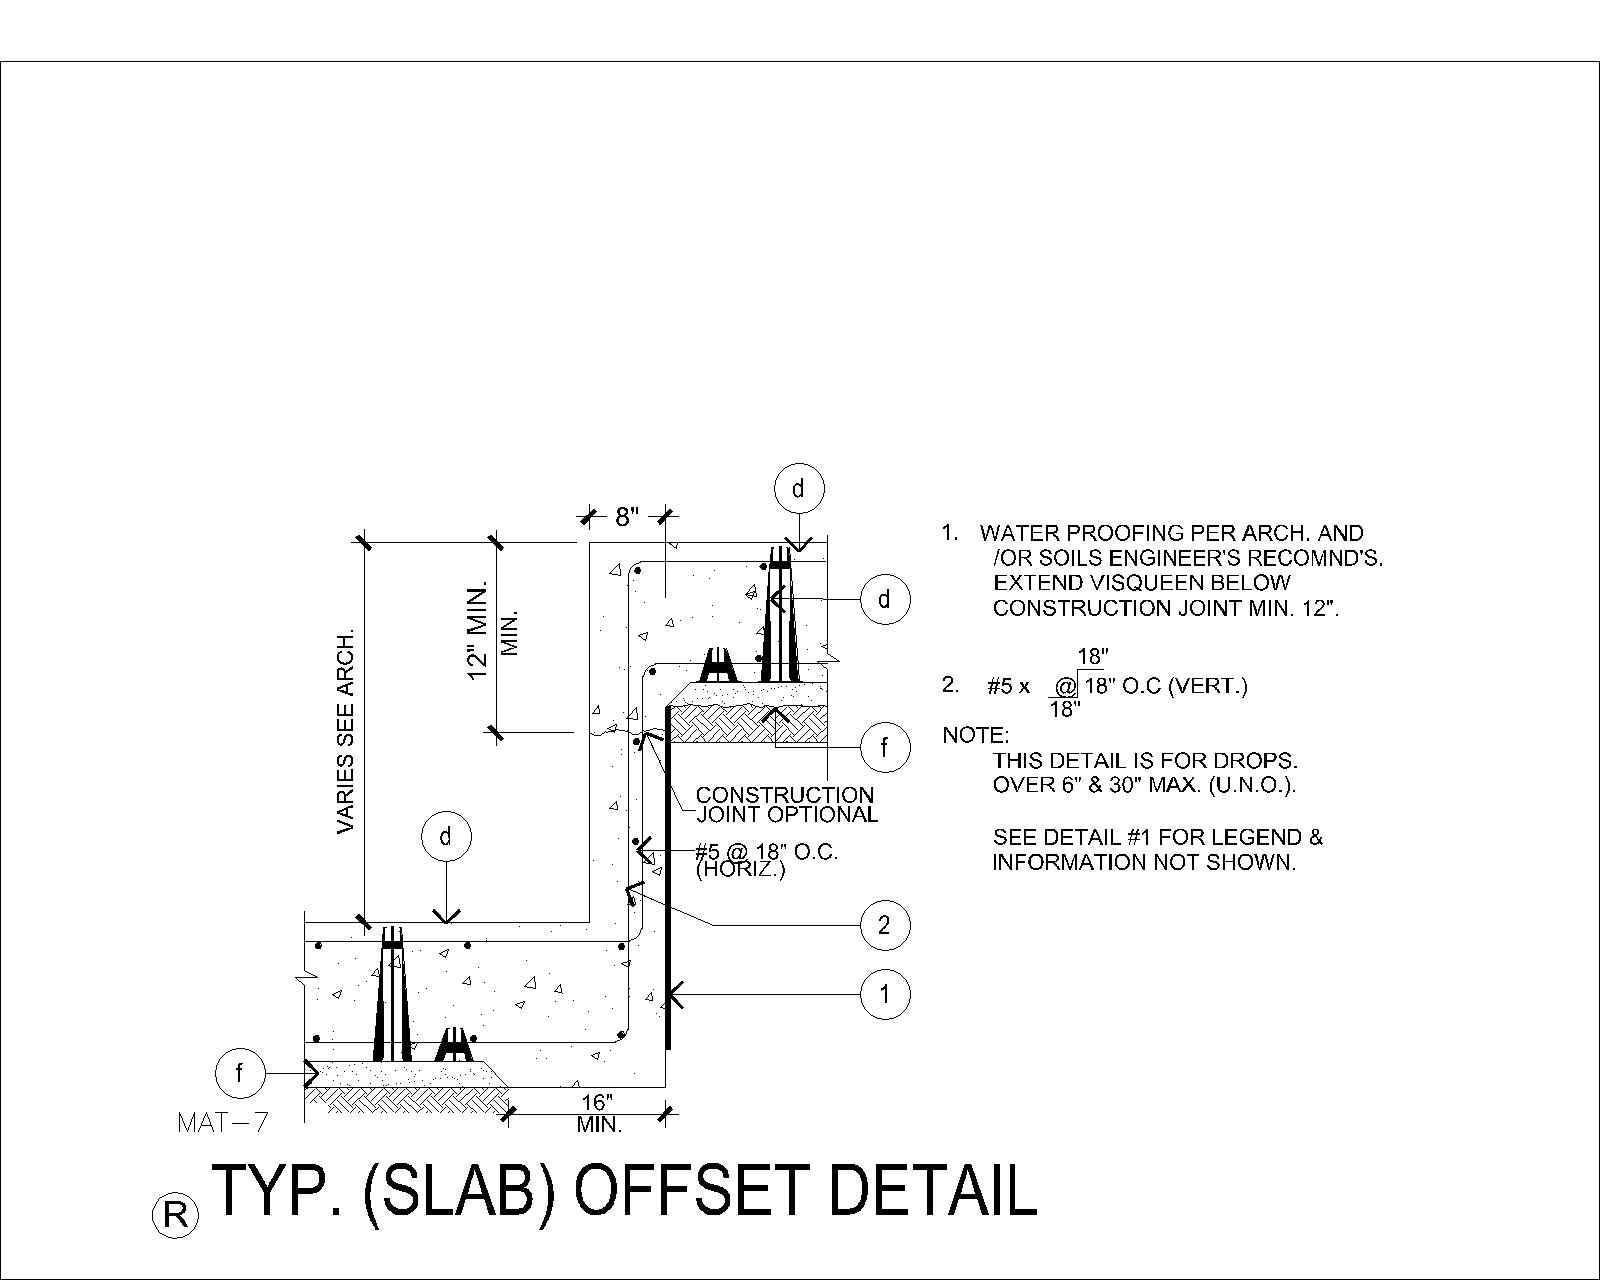 d
8"
1. WATER PROOFING PER ARCH. AND
/OR SOILS ENGINEER'S RECOMND'S.
EXTEND VISQUEEN BELOW
CONSTRUCTION JOINT MIN. 12".
d
12" MIN.
MIN.
VARIES SEE ARCH.
18"
2. #5 x @ 18" O.C (VERT.)
18"
NOTE:
THIS DETAIL IS FOR DROPS.
OVER 6" & 30" MAX. (U.N.O.).
f
CONSTRUCTION
JOINT OPTIONAL
SEE DETAIL #1 FOR LEGEND &
INFORMATION NOT SHOWN.
d
#5 @ 18" O.C.
(HORIZ.)
2
1
f
16"
MIN.
MAT-7
R TYP. (SLAB) OFFSET DETAIL